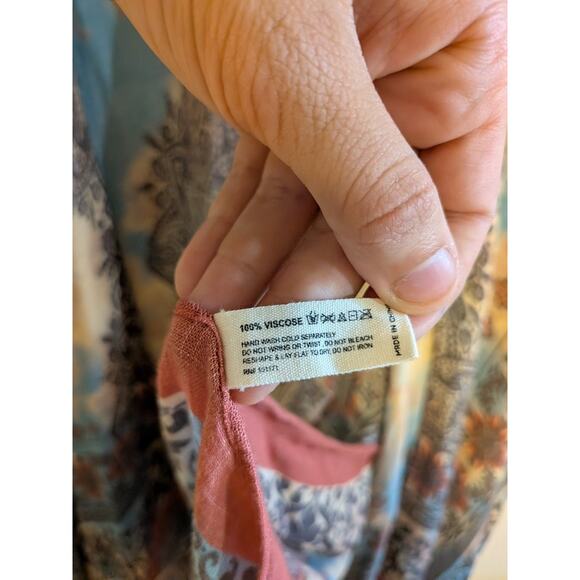 100% VISCOSE
HAND WASH COLD SEPARATELY
DO NOT WRING OR TWIST, DO NOT BLEACH
RESHAPE & LAY FLAT TO DRY, DO NOT IRON
RN#
MADE IN CHINA